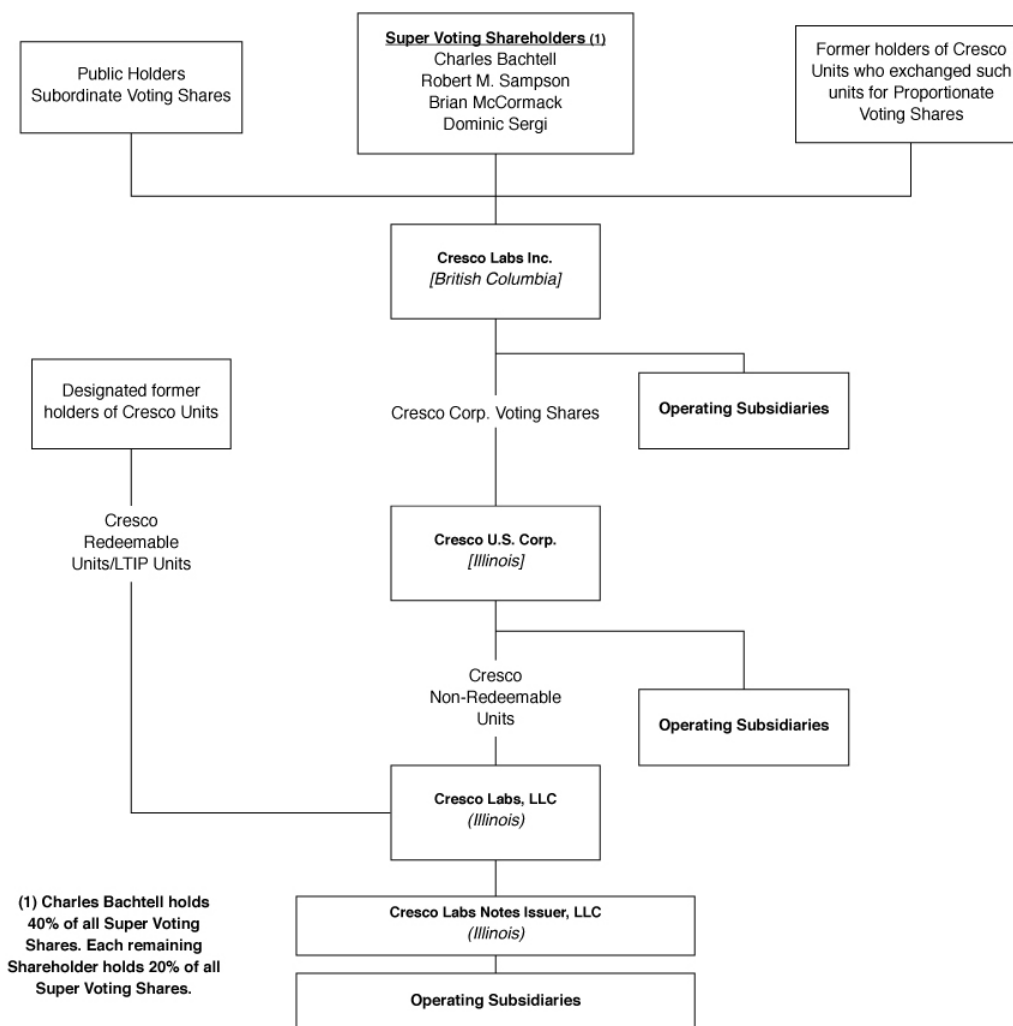 Public Holders
Subordinate Voting Shares
Super Voting Shareholders (1)
Charles Bachtell
Robert M. Sampson
Brian McCormack
Dominic Sergi
Former holders of Cresco
Units who exchanged such
units for Proportionate
Voting Shares
Cresco Labs Inc.
[British Columbia]
Designated former
holders of Cresco Units
Cresco Corp. Voting Shares
Operating Subsidiaries
Cresco
Redeemable
Units/LTIP Units
Cresco U.S. Corp.
[Illinois]
Cresco
Non-Redeemable
Units
Operating Subsidiaries
Cresco Labs, LLC
(Illinois)
(1) Charles Bachtell holds
40% of all Super Voting
Shares. Each remaining
Shareholder holds 20% of all
Super Voting Shares.
Cresco Labs Notes Issuer, LLC
(Illinois)
Operating Subsidiaries